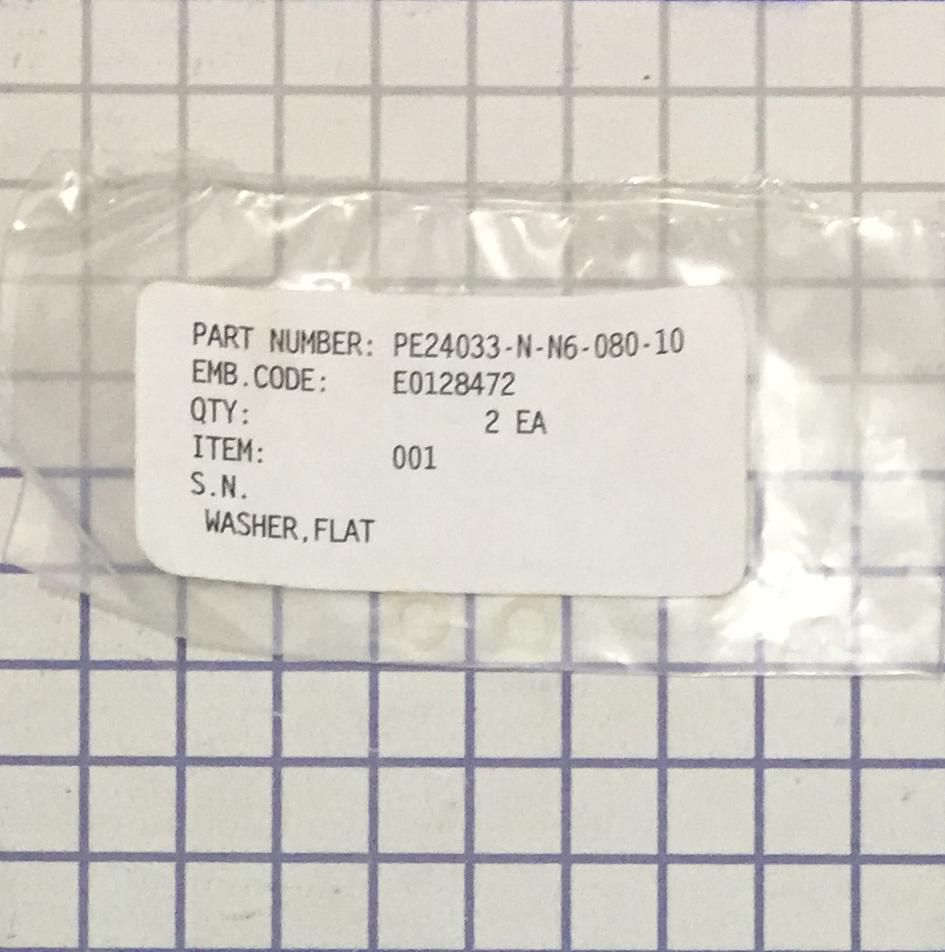 PART NUMBER: PE24033-N-N6-080-10
EMB.CODE: E0128472
QTY: 2 EA
ITEM: 001
S.N.
WASHER,FLAT